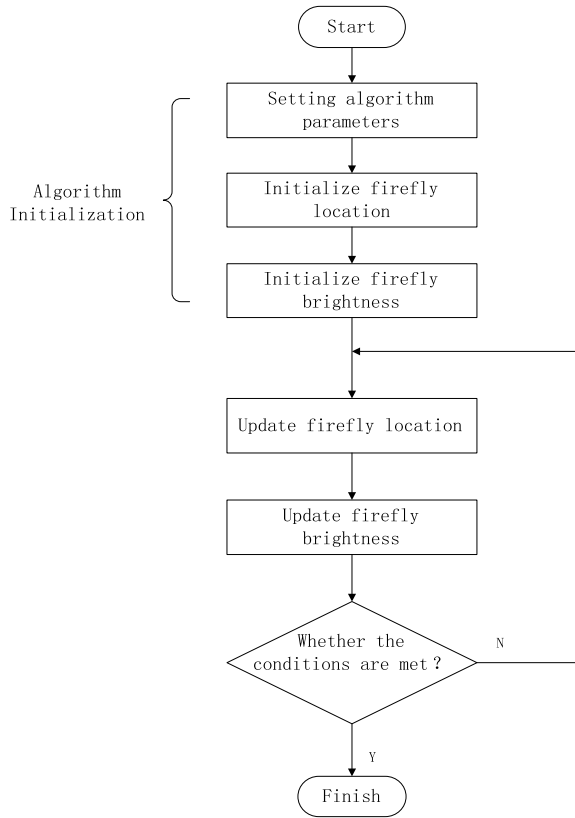 Start
Setting algorithm
parameters
Algorithm
Initialization
Initialize firefly
location
Initialize firefly
brightness
Update firefly location
Update firefly
brightness
Whether the
conditions are met？
N
Y
Finish